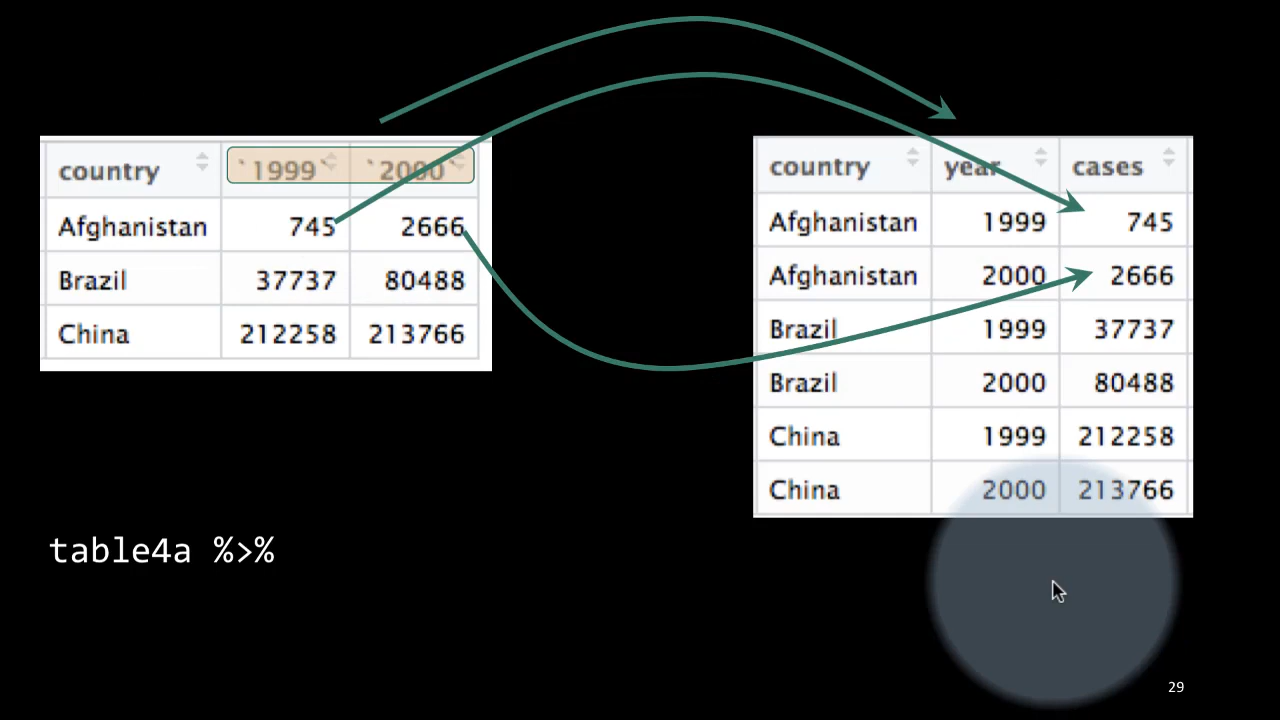 country `1999` `2000`
Afghanistan 745 2666
Brazil 37737 80488
China 212258 213766
country year cases
Afghanistan 1999 745
Afghanistan 2000 2666
Brazil 1999 37737
Brazil 2000 80488
China 1999 212258
China 2000 213766
table4a %>%
29